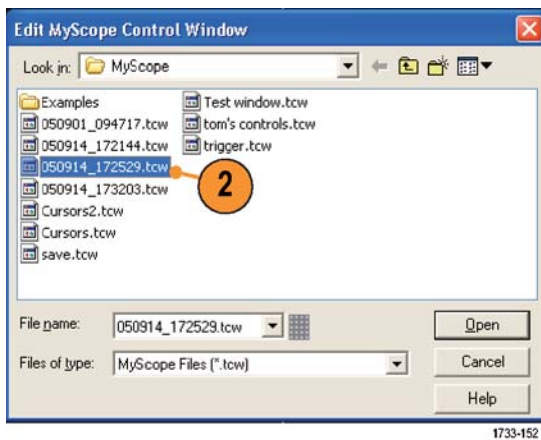 Edit MyScope Control Window
Look in: MyScope
Examples
050901_094717.tcw
050914_172144.tcw
050914_172529.tcw
050914_173203.tcw
Cursors2.tcw
Cursors.tcw
save.tcw
Test window.tcw
tom's controls.tcw
trigger.tcw
2
File name: 050914_172529.tcw
Open
Files of type: MyScope Files (*.tcw)
Cancel
Help
1733-152